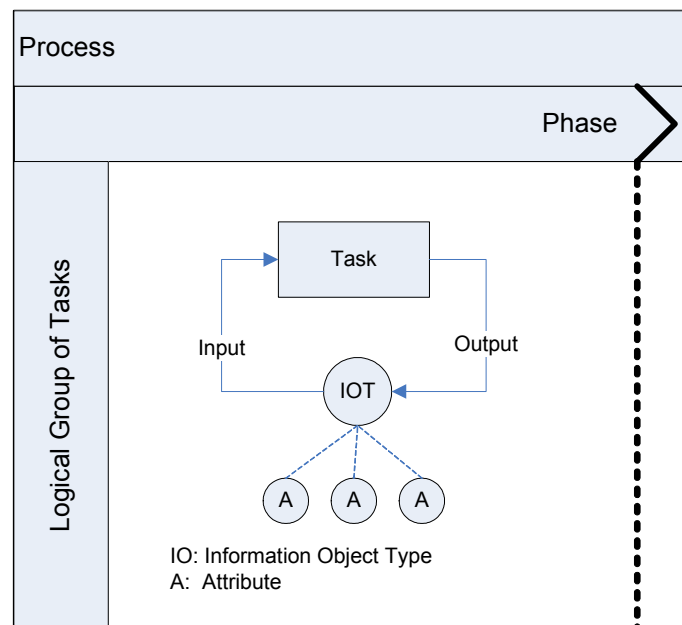 Process
Phase
Logical Group of Tasks
Task
Input
Output
IOT
A
A
A
IO: Information Object Type
A: Attribute